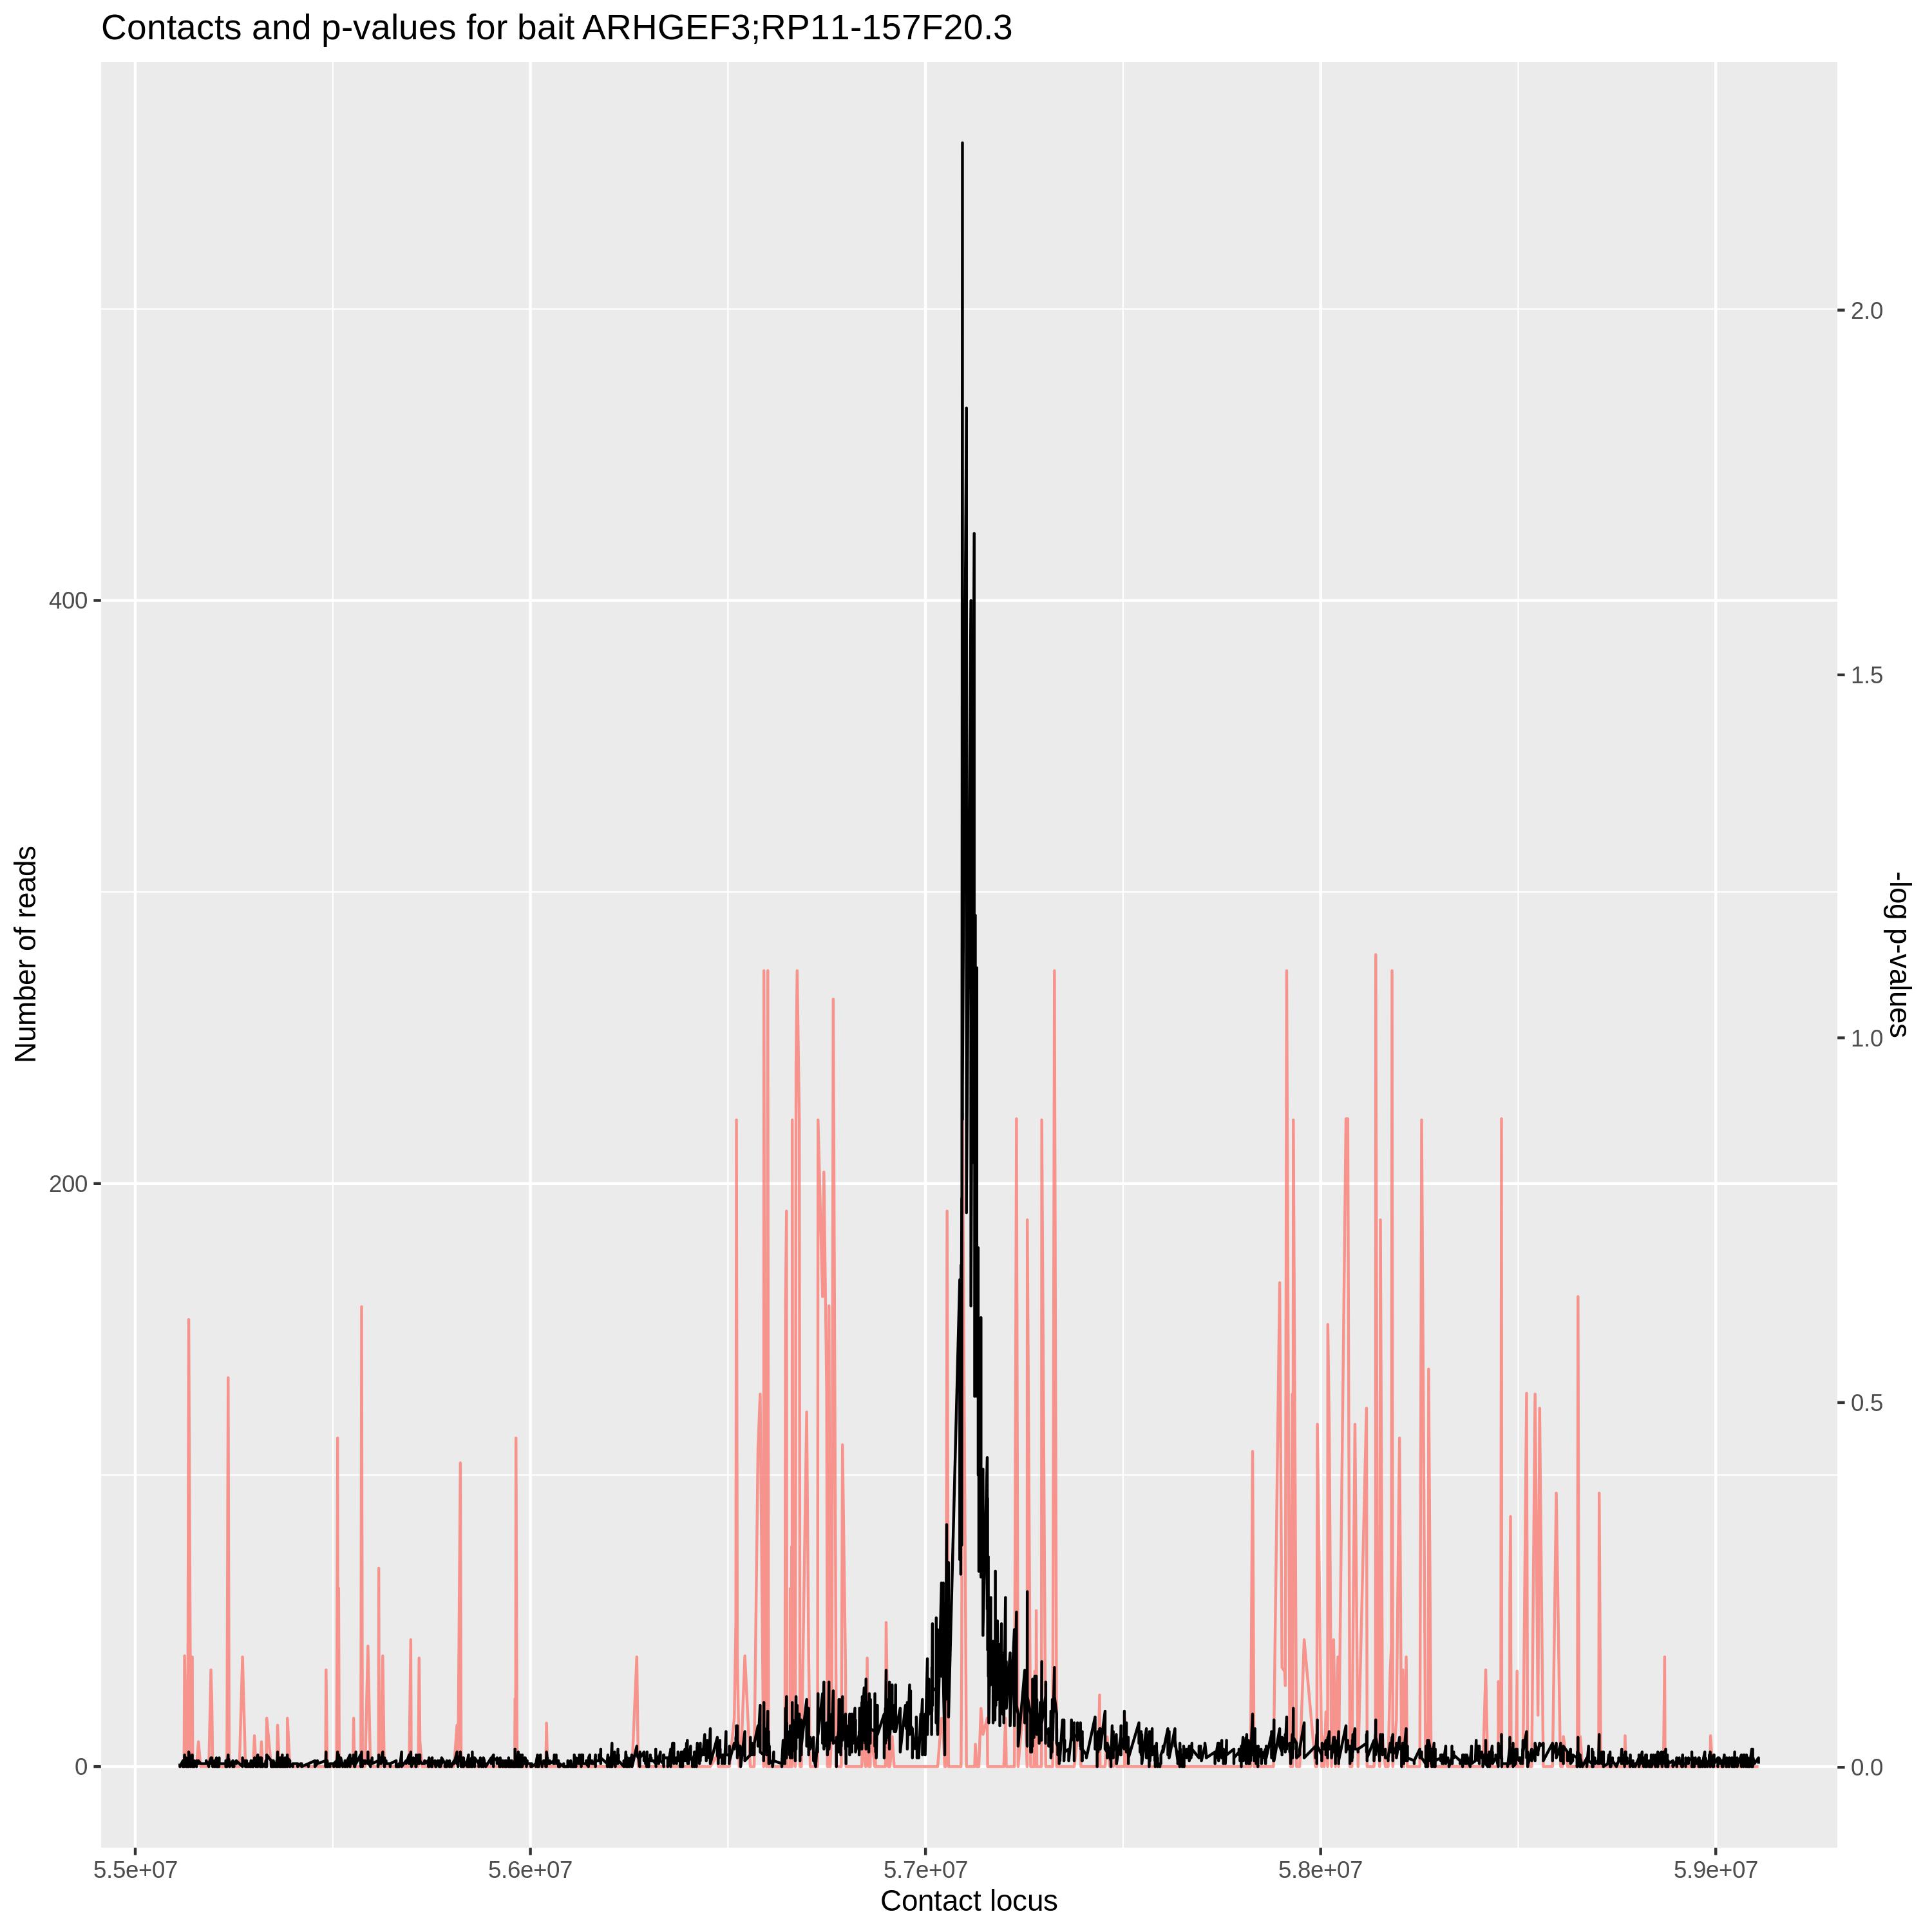 Contacts and p-values for bait ARHGEF3;RP11-157F20.3
Number of reads
400
200
0
2.0
1.5
1.0
0.5
0.0
-log p-values
5.5e+07 5.6e+07 5.7e+07 5.8e+07 5.9e+07
Contact locus